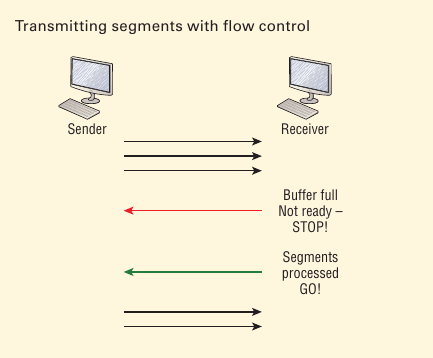 Transmitting segments with flow control
Sender
Receiver
Buffer full
Not ready –
STOP!
Segments
processed
GO!